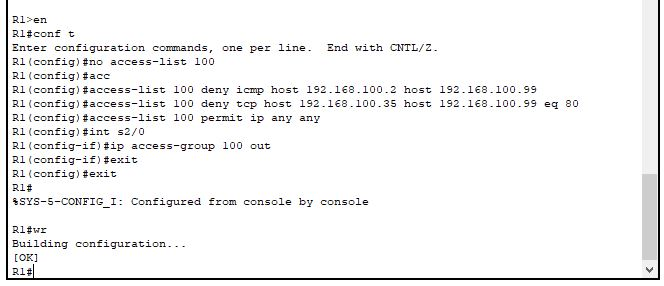 R1>en
R1#conf t
Enter configuration commands, one per line.  End with CNTL/Z.
R1(config)#no access-list 100
R1(config)#acc
R1(config)#access-list 100 deny icmp host 192.168.100.2 host 192.168.100.99
R1(config)#access-list 100 deny tcp host 192.168.100.35 host 192.168.100.99 eq 80
R1(config)#access-list 100 permit ip any any
R1(config)#int s2/0
R1(config-if)#ip access-group 100 out
R1(config-if)#exit
R1(config)#exit
R1#
%SYS-5-CONFIG_I: Configured from console by console
R1#wr
Building configuration...
[OK]
R1#